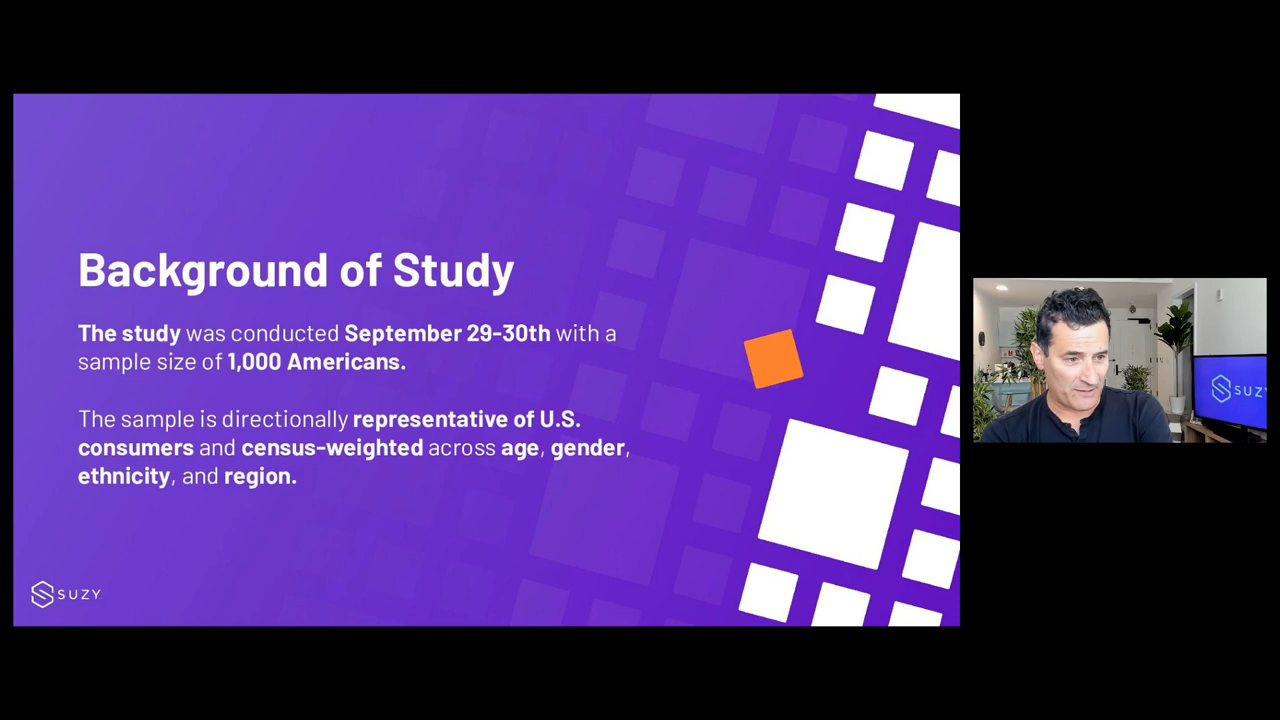 Background of Study
The study was conducted September 29-30th with a
sample size of 1,000 Americans.
The sample is directionally representative of U.S.
consumers and census-weighted across age, gender,
ethnicity, and region.
SUZY
SUZY